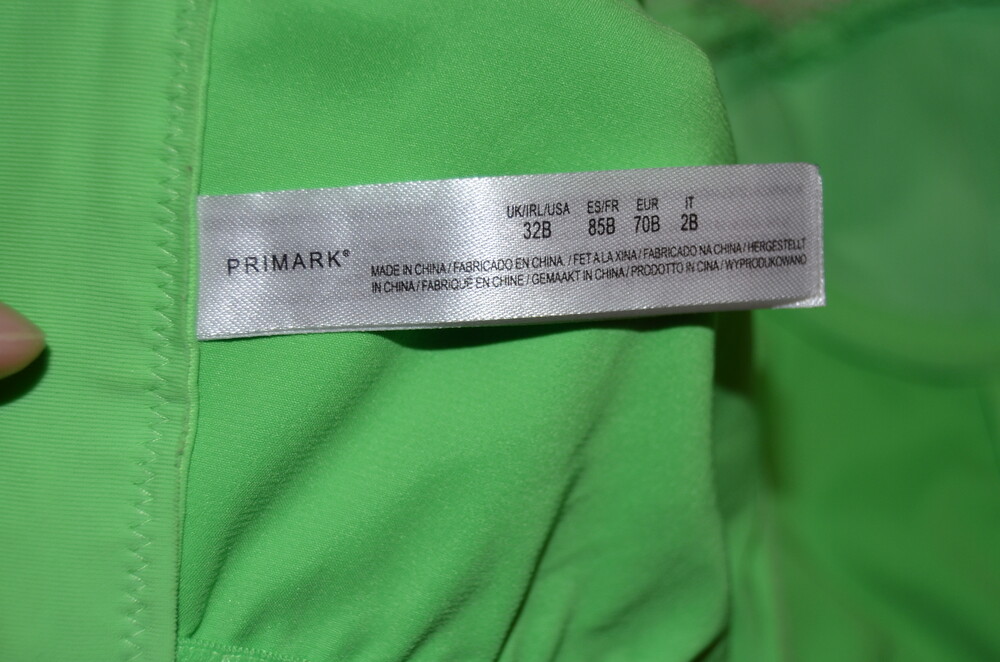 PRIMARK®
UK/IRL/USA ES/FR EUR IT
32B 85B 70B 2B
MADE IN CHINA / FABRICADO EN CHINA. / FET A LA XINA / FABRICADO NA CHINA / HERGESTELLT
IN CHINA / FABRIQUÉ EN CHINE / GEMAAKT IN CHINA / PRODOTTO IN CINA / WYPRODUKOWANO